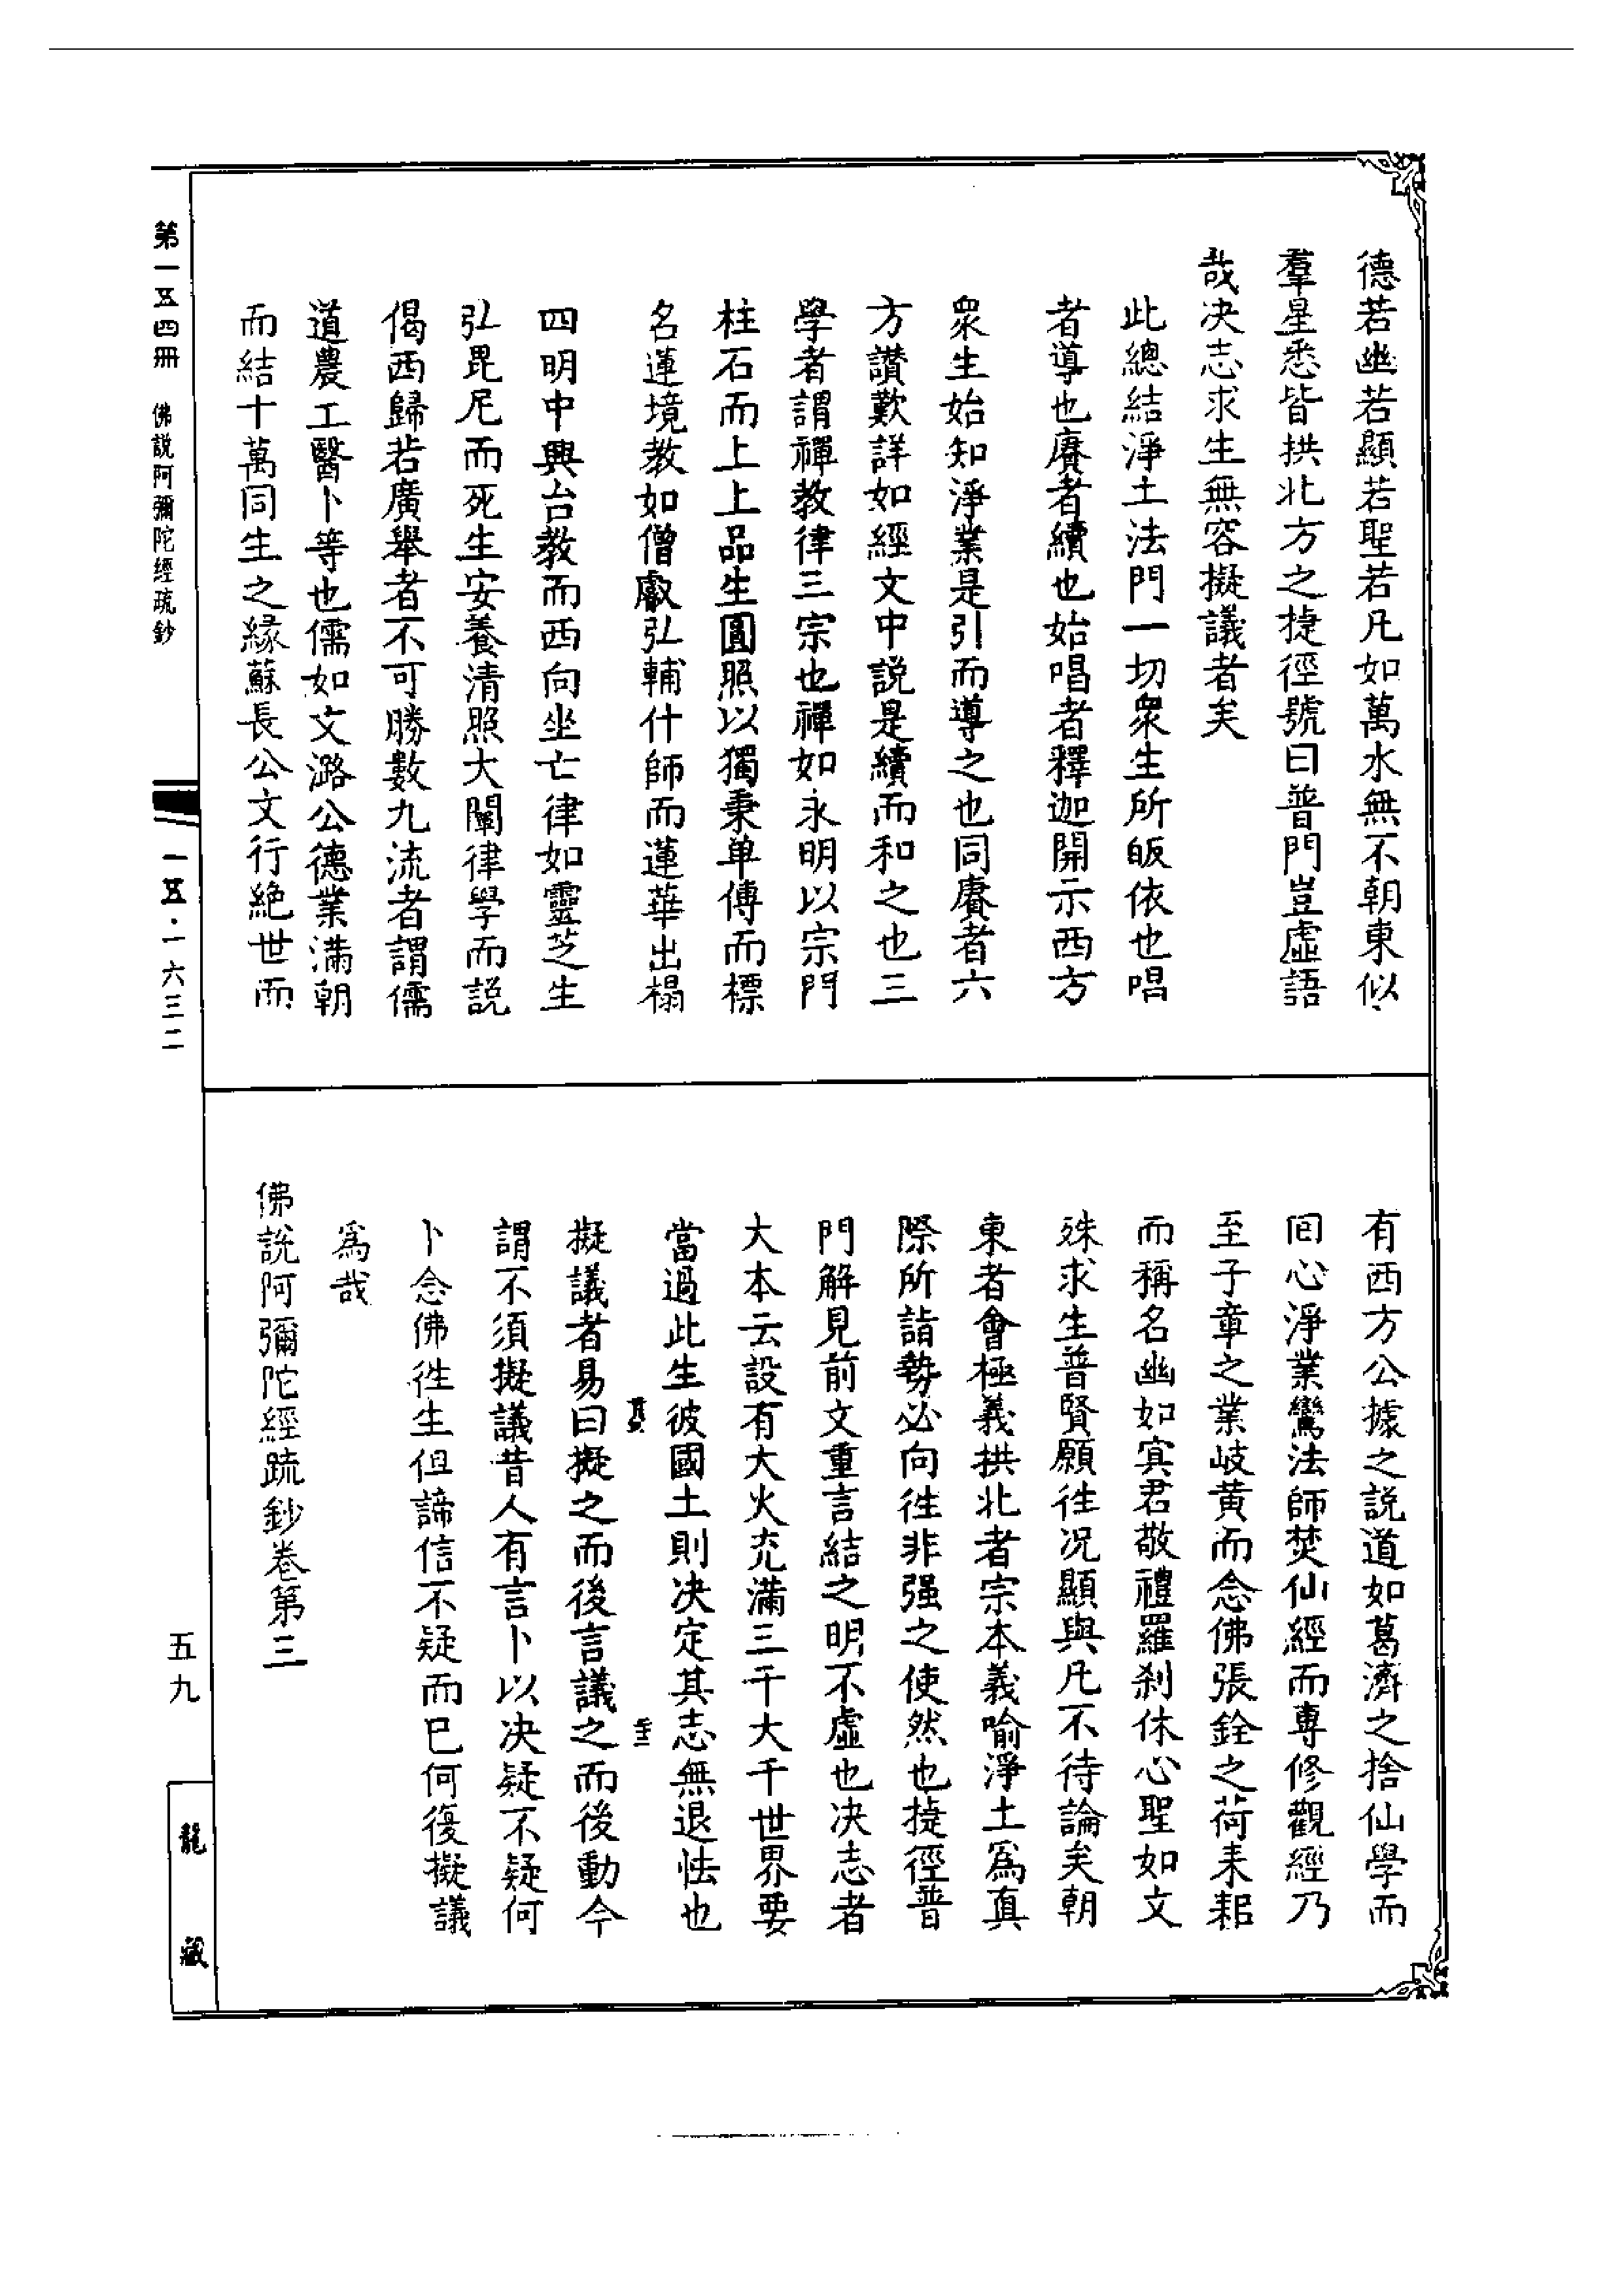 德若幽若顯若聖若凡如萬水無不朝東似
羣星悉皆拱北方之捷徑號曰普門豈虛語
哉决志求生無容擬議者矣
此總結淨土法門一切衆生所皈依也唱
者導也賡者續也始唱者釋迦開示西方
衆生始知淨業是引而導之也同賡者六
方讃歎詳如經文中説是續而和之也三
學者謂禪教律三宗也禪如永明以宗門
柱石而上上品生圓照以獨秉单傳而標
名蓮境教如僧叡弘輔什師而蓮華出榻
四明中興台教而西向坐亡律如靈芝生
弘毘尼而死生安養清照大闡律學而説
偈西歸若廣舉者不可勝數九流者謂儒
道農工醫卜等也儒如文潞公德業满朝
而結十萬同生之緣蘇長公文行絶世而
有西方公據之説道如葛濟之捨仙學而
囘心淨業鸞法師焚仙經而専修觀經乃
至子章之業岐黄而念佛張銓之荷耒耜
而稱名幽如冥君敬禮羅刹休心聖如文
殊求生普賢願徃况顯與凡不待論矣朝
東者會極義拱北者宗本義喻淨土爲真
際所詣勢必向徃非强之使然也捷徑普
門解見前文重言結之明不虛也决志者
大本云設有大火充滿三千大千世界要
當過此生彼國土則决定其志無退怯也
擬議者易曰擬之而後言議之而後動今
謂不須擬議昔人有言卜以决疑不疑何
卜念佛徃生但諦信不疑而已何復擬議
爲哉
佛說阿彌陀經疏鈔卷第三
第一五四册 佛説阿彌陀經疏鈔
一五·一六三二
五九
龍藏